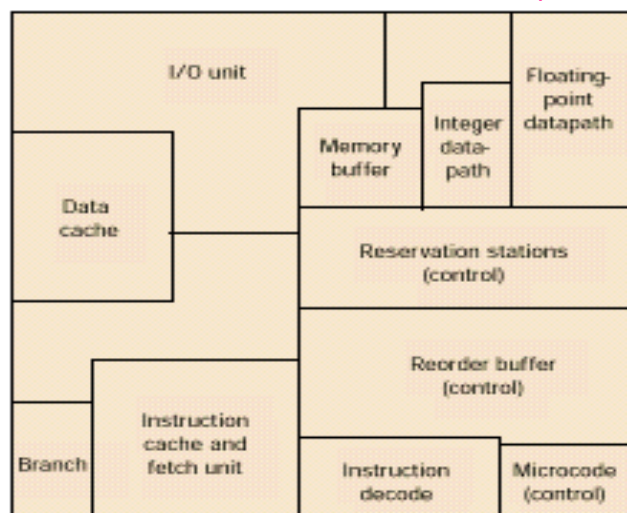 I/O unit
Floating-
point
datapath
Integer
data-
path
Memory
buffer
Data
cache
Reservation stations
(control)
Reorder buffer
(control)
Instruction
cache and
fetch unit
Branch
Instruction
decode
Microcode
(control)